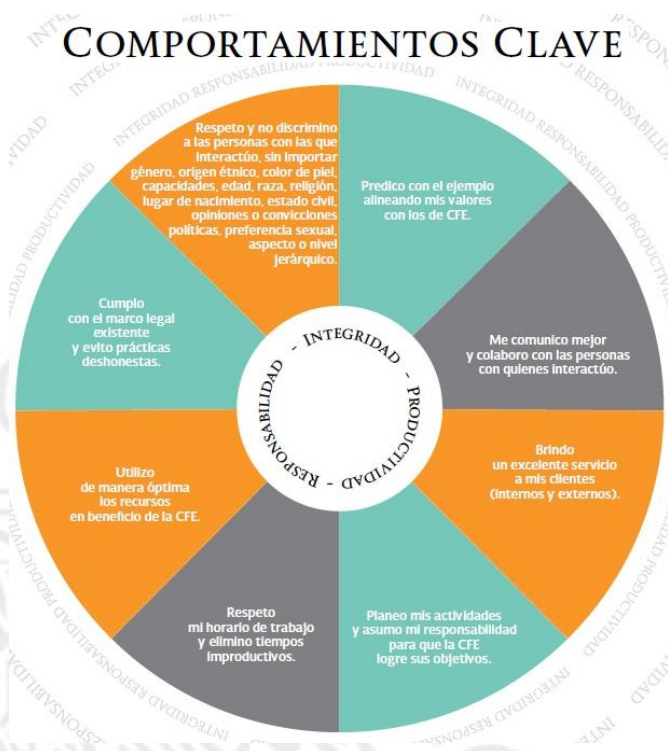 COMPORTAMIENTOS CLAVE
Respeto y no discrimino
a las personas con las que
interactúo, sin importar
género, origen étnico, color de piel,
capacidades, edad, raza, religión,
lugar de nacimiento, estado civil,
opiniones o convicciones
políticas, preferencia sexual,
aspecto o nivel
jerárquico.
Predico con el ejemplo
alineando mis valores
con los de CFE.
Me comunico mejor
y colaboro con las personas
con quienes interactúo.
Brindo
un excelente servicio
a mis clientes
(internos y externos).
Planeo mis actividades
y asumo mi responsabilidad
para que la CFE
logre sus objetivos.
Respeto
mi horario de trabajo
y elimino tiempos
improductivos.
Utilizo
de manera óptima
los recursos
en beneficio de la CFE.
Cumplo
con el marco legal
existente
y evito prácticas
deshonestas.
- INTEGRIDAD - PRODUCTIVIDAD - RESPONSABILIDAD
INTEGRIDAD RESPONSABILIDAD PRODUCTIVIDAD